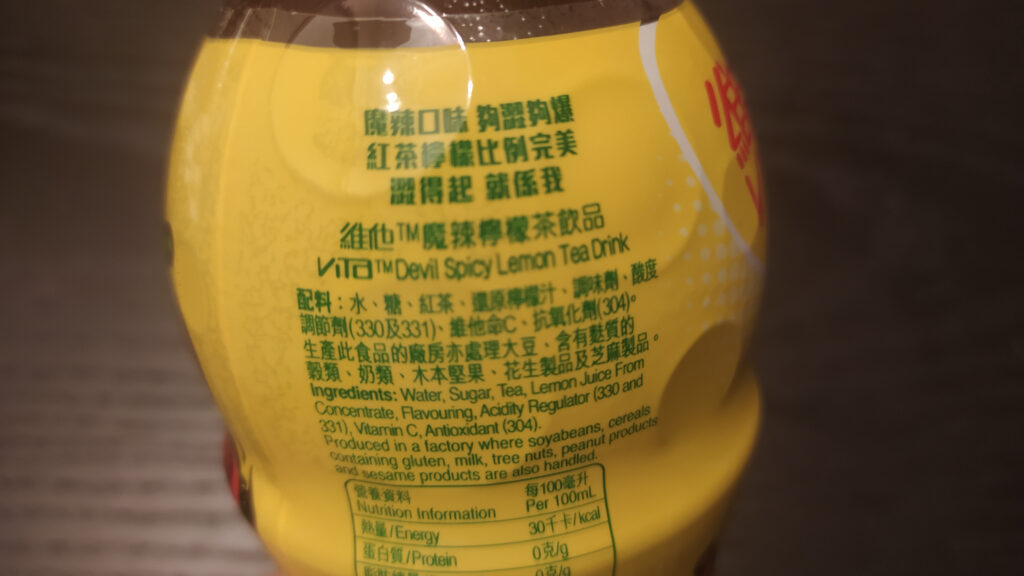 魔辣口味 夠澀夠爆
紅茶檸檬比例完美
澀得起 就係我
維他™魔辣檸檬茶飲品
VITA™ Devil Spicy Lemon Tea Drink
配料：水、糖、紅茶、還原檸檬汁、調味劑、酸度
調節劑(330及331)、維他命C、抗氧化劑(304)。
生產此食品的廠房亦處理大豆、含有麩質的
穀類、奶類、木本堅果、花生製品及芝麻製品。
Ingredients: Water, Sugar, Tea, Lemon Juice From
Concentrate, Flavouring, Acidity Regulator (330 and
331), Vitamin C, Antioxidant (304).
Produced in a factory where soyabeans, cereals
containing gluten, milk, tree nuts, peanut products
and sesame products are also handled.
營養資料 每100毫升
Nutrition Information Per 100mL
熱量/Energy 30千卡/kcal
蛋白質/Protein 0克/g
0克/g